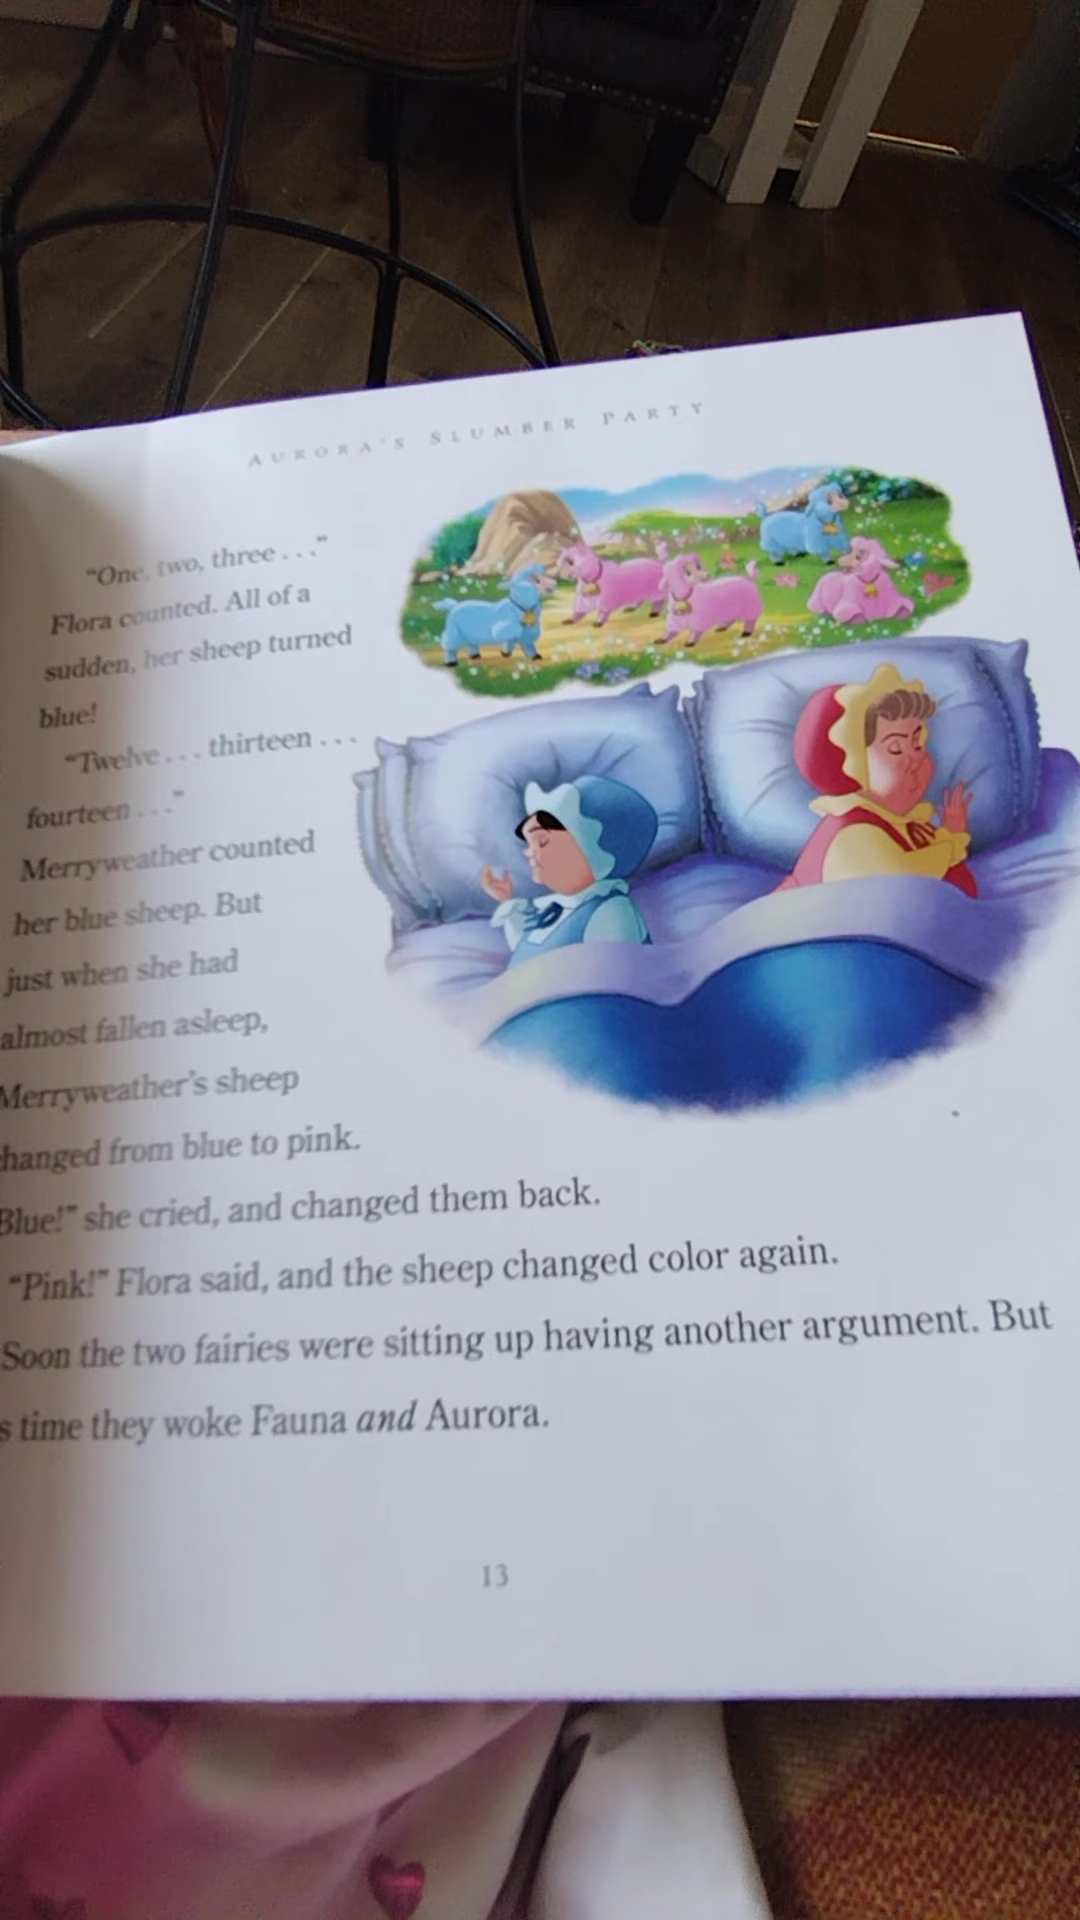 AURORA'S SLUMBER PARTY
“One, two, three . . .”
Flora counted. All of a
sudden, her sheep turned
blue!
“Twelve . . . thirteen . . .
fourteen . . .”
Merryweather counted
her blue sheep. But
just when she had
almost fallen asleep,
Merryweather’s sheep
hanged from blue to pink.
Blue!” she cried, and changed them back.
“Pink!” Flora said, and the sheep changed color again.
Soon the two fairies were sitting up having another argument. But
s time they woke Fauna and Aurora.
13